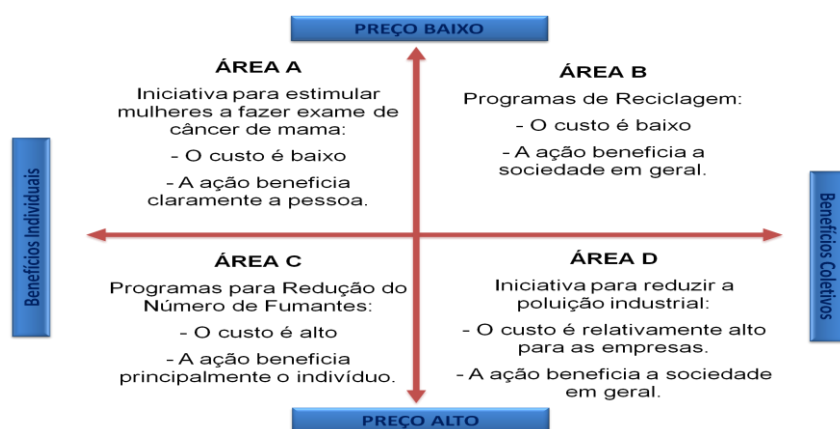 PREÇO BAIXO
ÁREA A
Iniciativa para estimular
mulheres a fazer exame de
câncer de mama:
- O custo é baixo
- A ação beneficia
claramente a pessoa.
ÁREA B
Programas de Reciclagem:
- O custo é baixo
- A ação beneficia a
sociedade em geral.
Benefícios Individuais
Benefícios Coletivos
ÁREA C
Programas para Redução do
Número de Fumantes:
- O custo é alto
- A ação beneficia
principalmente o indivíduo.
ÁREA D
Iniciativa para reduzir a
poluição industrial:
- O custo é relativamente alto
para as empresas.
- A ação beneficia a sociedade
em geral.
PREÇO ALTO